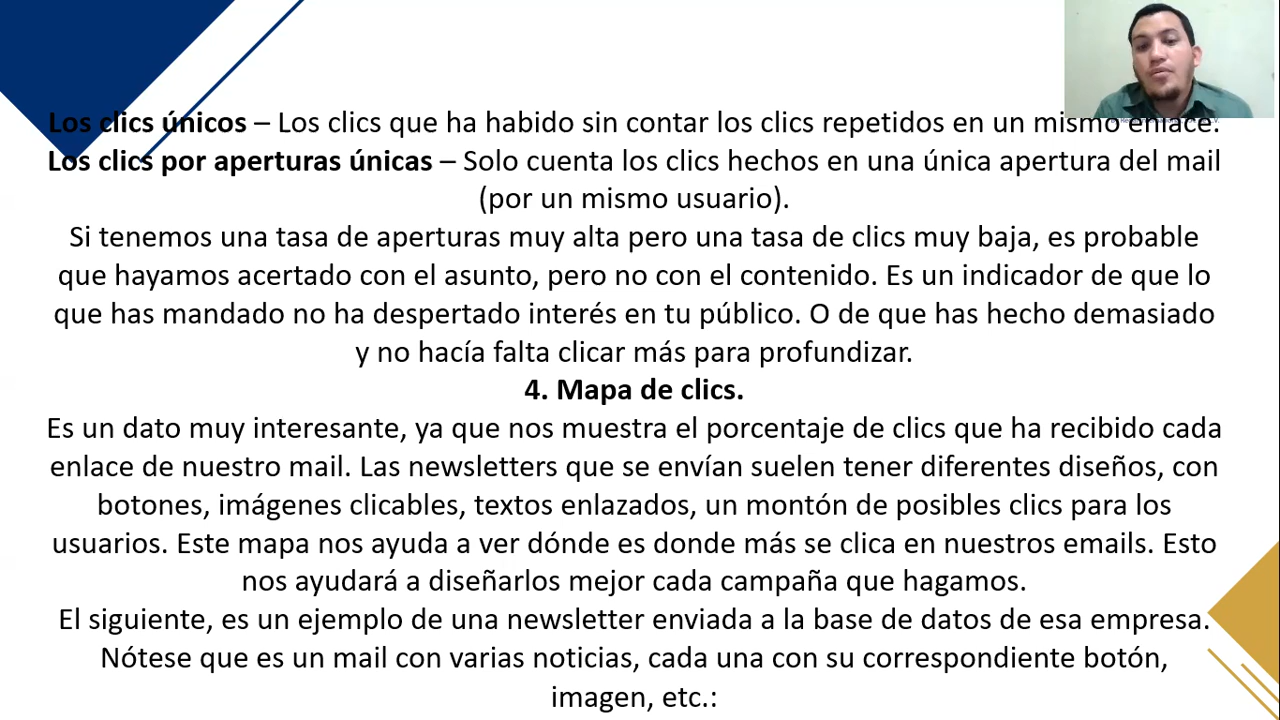 Los clics únicos – Los clics que ha habido sin contar los clics repetidos en un mismo enlace.
Los clics por aperturas únicas – Solo cuenta los clics hechos en una única apertura del mail
(por un mismo usuario).
Si tenemos una tasa de aperturas muy alta pero una tasa de clics muy baja, es probable
que hayamos acertado con el asunto, pero no con el contenido. Es un indicador de que lo
que has mandado no ha despertado interés en tu público. O de que has hecho demasiado
y no hacía falta clicar más para profundizar.
4. Mapa de clics.
Es un dato muy interesante, ya que nos muestra el porcentaje de clics que ha recibido cada
enlace de nuestro mail. Las newsletters que se envían suelen tener diferentes diseños, con
botones, imágenes clicables, textos enlazados, un montón de posibles clics para los
usuarios. Este mapa nos ayuda a ver dónde es donde más se clica en nuestros emails. Esto
nos ayudará a diseñarlos mejor cada campaña que hagamos.
El siguiente, es un ejemplo de una newsletter enviada a la base de datos de esa empresa.
Nótese que es un mail con varias noticias, cada una con su correspondiente botón,
imagen, etc.: